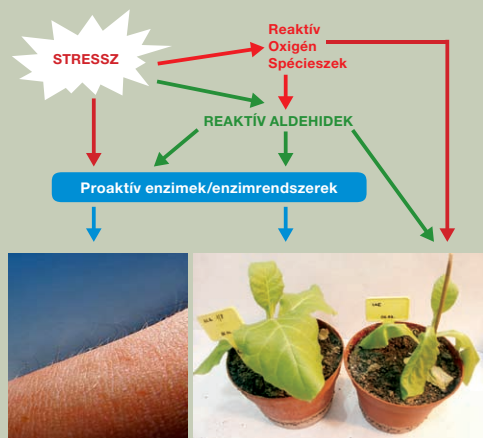 STRESSZ
Reaktív
Oxigén
Spécieszek
REAKTÍV ALDEHIDEK
Proaktív enzimek/enzimrendszerek